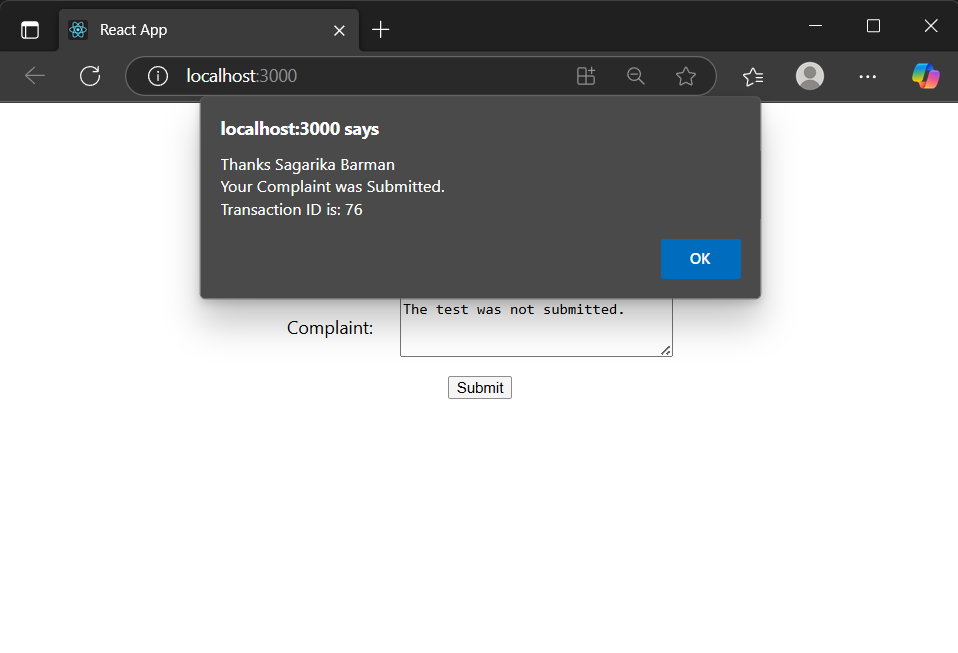 React App
localhost:3000
localhost:3000 says
Thanks Sagarika Barman
Your Complaint was Submitted.
Transaction ID is: 76
OK
The test was not submitted.
Complaint:
Submit